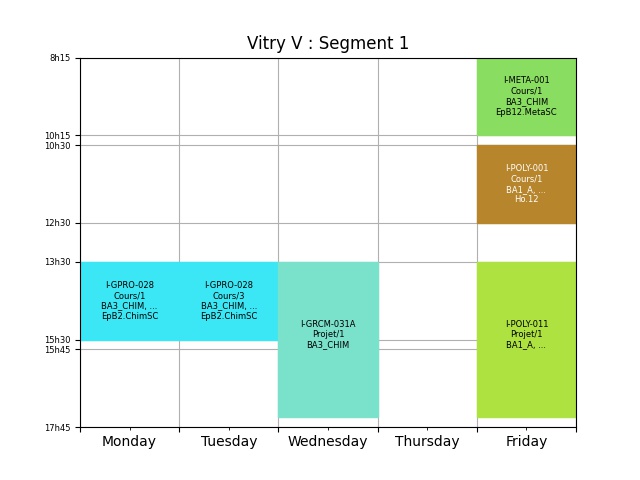 Vitry V : Segment 1
8h15
10h15
10h30
12h30
13h30
15h30
15h45
17h45
I-META-001
Cours/1
BA3_CHIM
EpB12.MetaSC
I-POLY-001
Cours/1
BA1_A, ...
Ho.12
I-GPRO-028
Cours/1
BA3_CHIM, ...
EpB2.ChimSC
I-GPRO-028
Cours/3
BA3_CHIM, ...
EpB2.ChimSC
I-GRCM-031A
Projet/1
BA3_CHIM
I-POLY-011
Projet/1
BA1_A, ...
Monday
Tuesday
Wednesday
Thursday
Friday